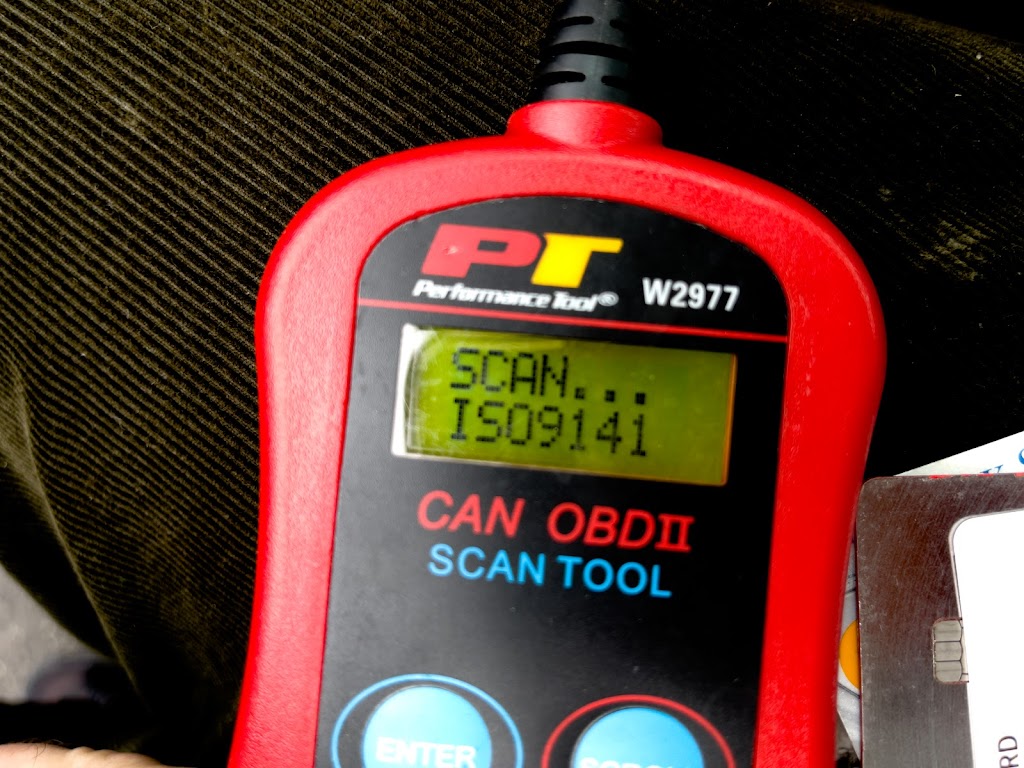 PT
Performance Tool® W2977
SCAN...
ISO9141
CAN OBDII
SCAN TOOL
ENTER